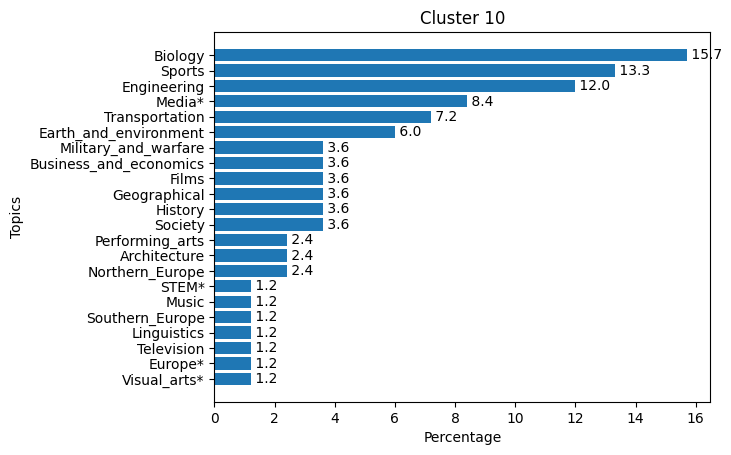 Cluster 10
Topics
Biology 15.7
Sports 13.3
Engineering 12.0
Media* 8.4
Transportation 7.2
Earth_and_environment 6.0
Military_and_warfare 3.6
Business_and_economics 3.6
Films 3.6
Geographical 3.6
History 3.6
Society 3.6
Performing_arts 2.4
Architecture 2.4
Northern_Europe 2.4
STEM* 1.2
Music 1.2
Southern_Europe 1.2
Linguistics 1.2
Television 1.2
Europe* 1.2
Visual_arts* 1.2
0 2 4 6 8 10 12 14 16
Percentage